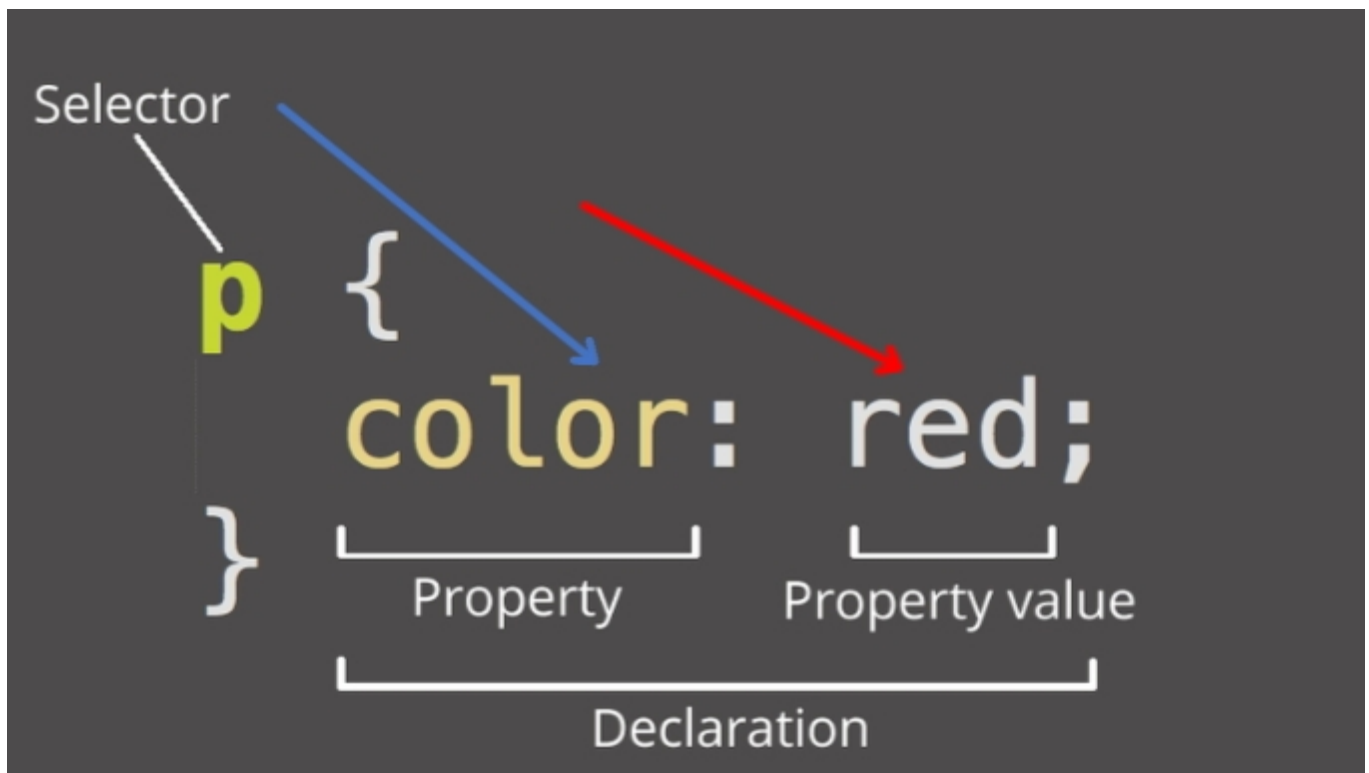 Selector
p {
color: red;
}
Property
Property value
Declaration